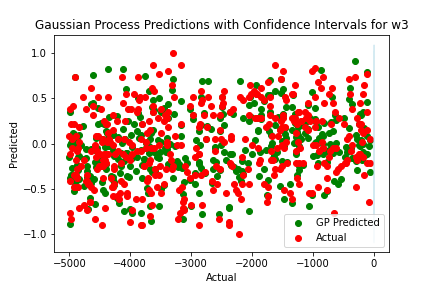 Gaussian Process Predictions with Confidence Intervals for w3
1.0
0.5
0.0
−0.5
−1.0
Predicted
GP Predicted
Actual
−5000 −4000 −3000 −2000 −1000 0
Actual